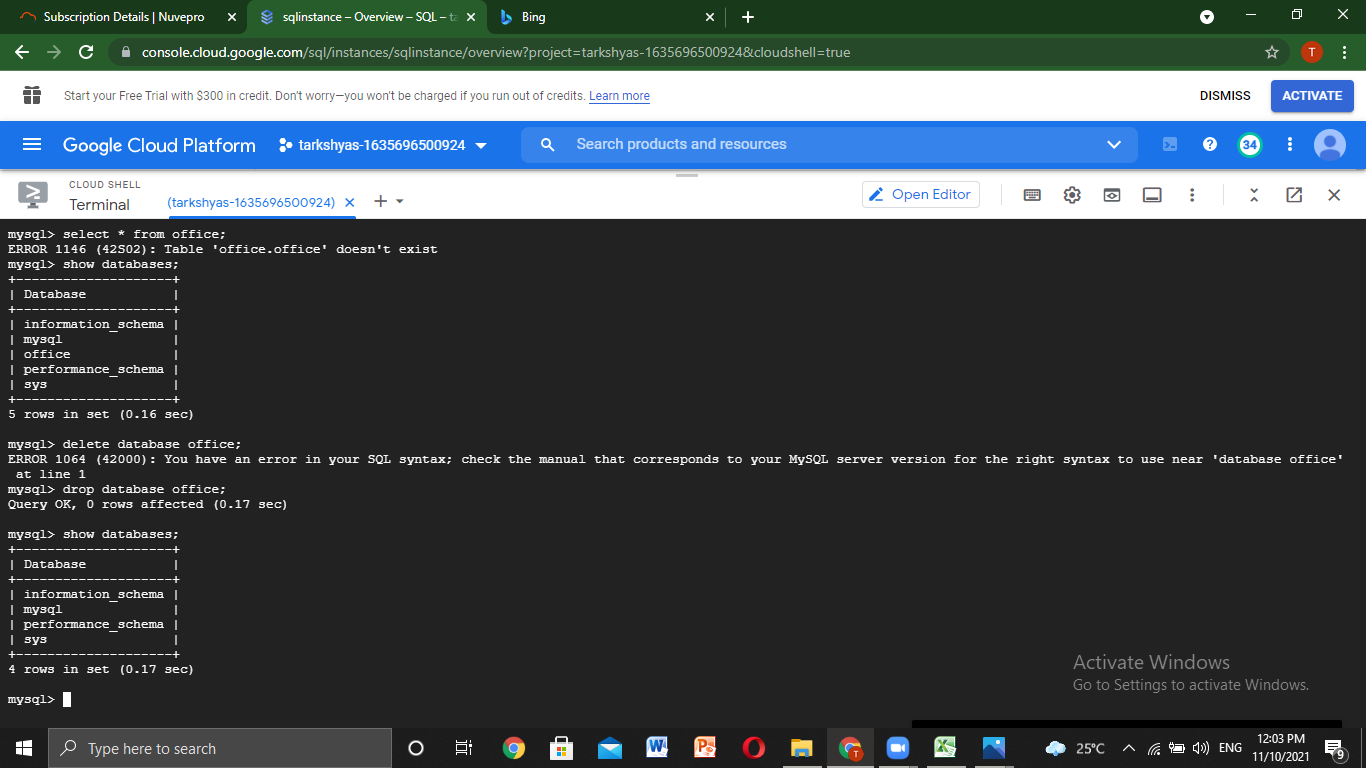 Subscription Details | Nuvepro
sqlinstance – Overview – SQL – ta
Bing
console.cloud.google.com/sql/instances/sqlinstance/overview?project=tarkshyas-1635696500924&cloudshell=true
T
Start your Free Trial with $300 in credit. Don't worry—you won't be charged if you run out of credits. Learn more
DISMISS
ACTIVATE
Google Cloud Platform
tarkshyas-1635696500924
Search products and resources
34
CLOUD SHELL
Terminal
(tarkshyas-1635696500924)
Open Editor
mysql> select * from office;
ERROR 1146 (42S02): Table 'office.office' doesn't exist
mysql> show databases;
+--------------------+
| Database           |
+--------------------+
| information_schema |
| mysql              |
| office             |
| performance_schema |
| sys                |
+--------------------+
5 rows in set (0.16 sec)
mysql> delete database office;
ERROR 1064 (42000): You have an error in your SQL syntax; check the manual that corresponds to your MySQL server version for the right syntax to use near 'database office'
at line 1
mysql> drop database office;
Query OK, 0 rows affected (0.17 sec)
mysql> show databases;
+--------------------+
| Database           |
+--------------------+
| information_schema |
| mysql              |
| performance_schema |
| sys                |
+--------------------+
4 rows in set (0.17 sec)
mysql>
Activate Windows
Go to Settings to activate Windows.
Type here to search
T
25°C
ENG
12:03 PM
11/10/2021
9